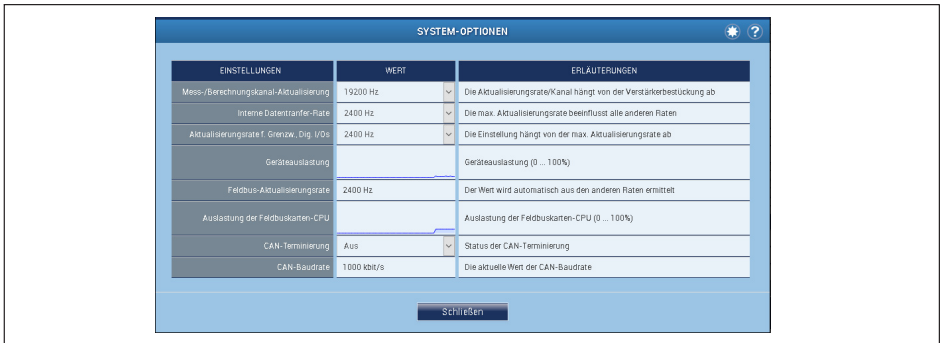 SYSTEM-OPTIONEN ?
EINSTELLUNGEN WERT ERLÄUTERUNGEN
Mess-/Berechnungskanal-Aktualisierung 19200 Hz Die Aktualisierungsrate/Kanal hängt von der Verstärkerbestückung ab
Interne Datentranfer-Rate 2400 Hz Die max. Aktualisierungsrate beeinflusst alle anderen Raten
Aktualisierungsrate f. Grenzw., Dig. I/Os 2400 Hz Die Einstellung hängt von der max. Aktualisierungsrate ab
Geräteauslastung Geräteauslastung (0 ... 100%)
Feldbus-Aktualisierungsrate 2400 Hz Der Wert wird automatisch aus den anderen Raten ermittelt
Auslastung der Feldbuskarten-CPU Auslastung der Feldbuskarten-CPU (0 ... 100%)
CAN-Terminierung Aus Status der CAN-Terminierung
CAN-Baudrate 1000 kbit/s Die aktuelle Wert der CAN-Baudrate
Schließen